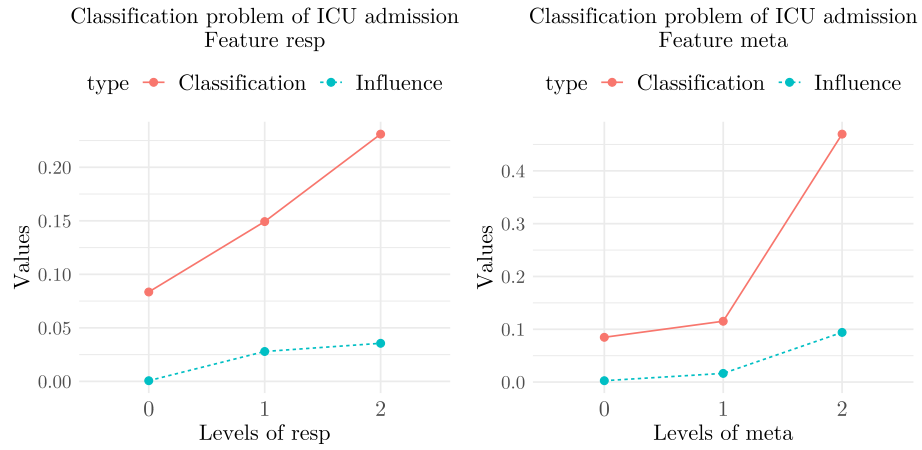 Classification problem of ICU admission
Feature resp
type Classification Influence
Values
0.20
0.15
0.10
0.05
0.00
0 1 2
Levels of resp
Classification problem of ICU admission
Feature meta
type Classification Influence
Values
0.4
0.3
0.2
0.1
0.0
0 1 2
Levels of meta